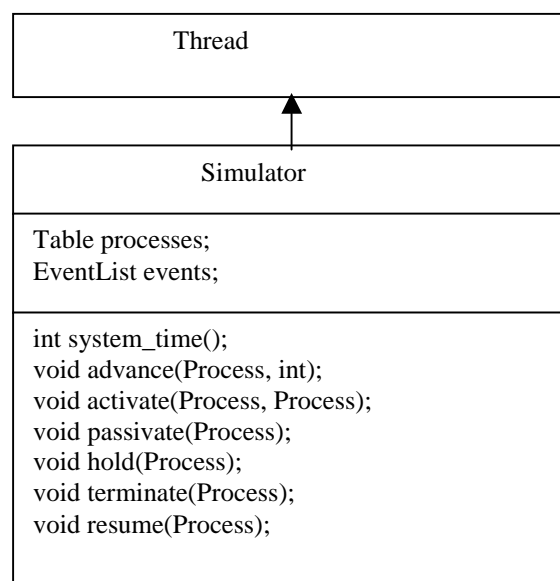 Thread
Simulator
Table processes;
EventList events;
int system_time();
void advance(Process, int);
void activate(Process, Process);
void passivate(Process);
void hold(Process);
void terminate(Process);
void resume(Process);